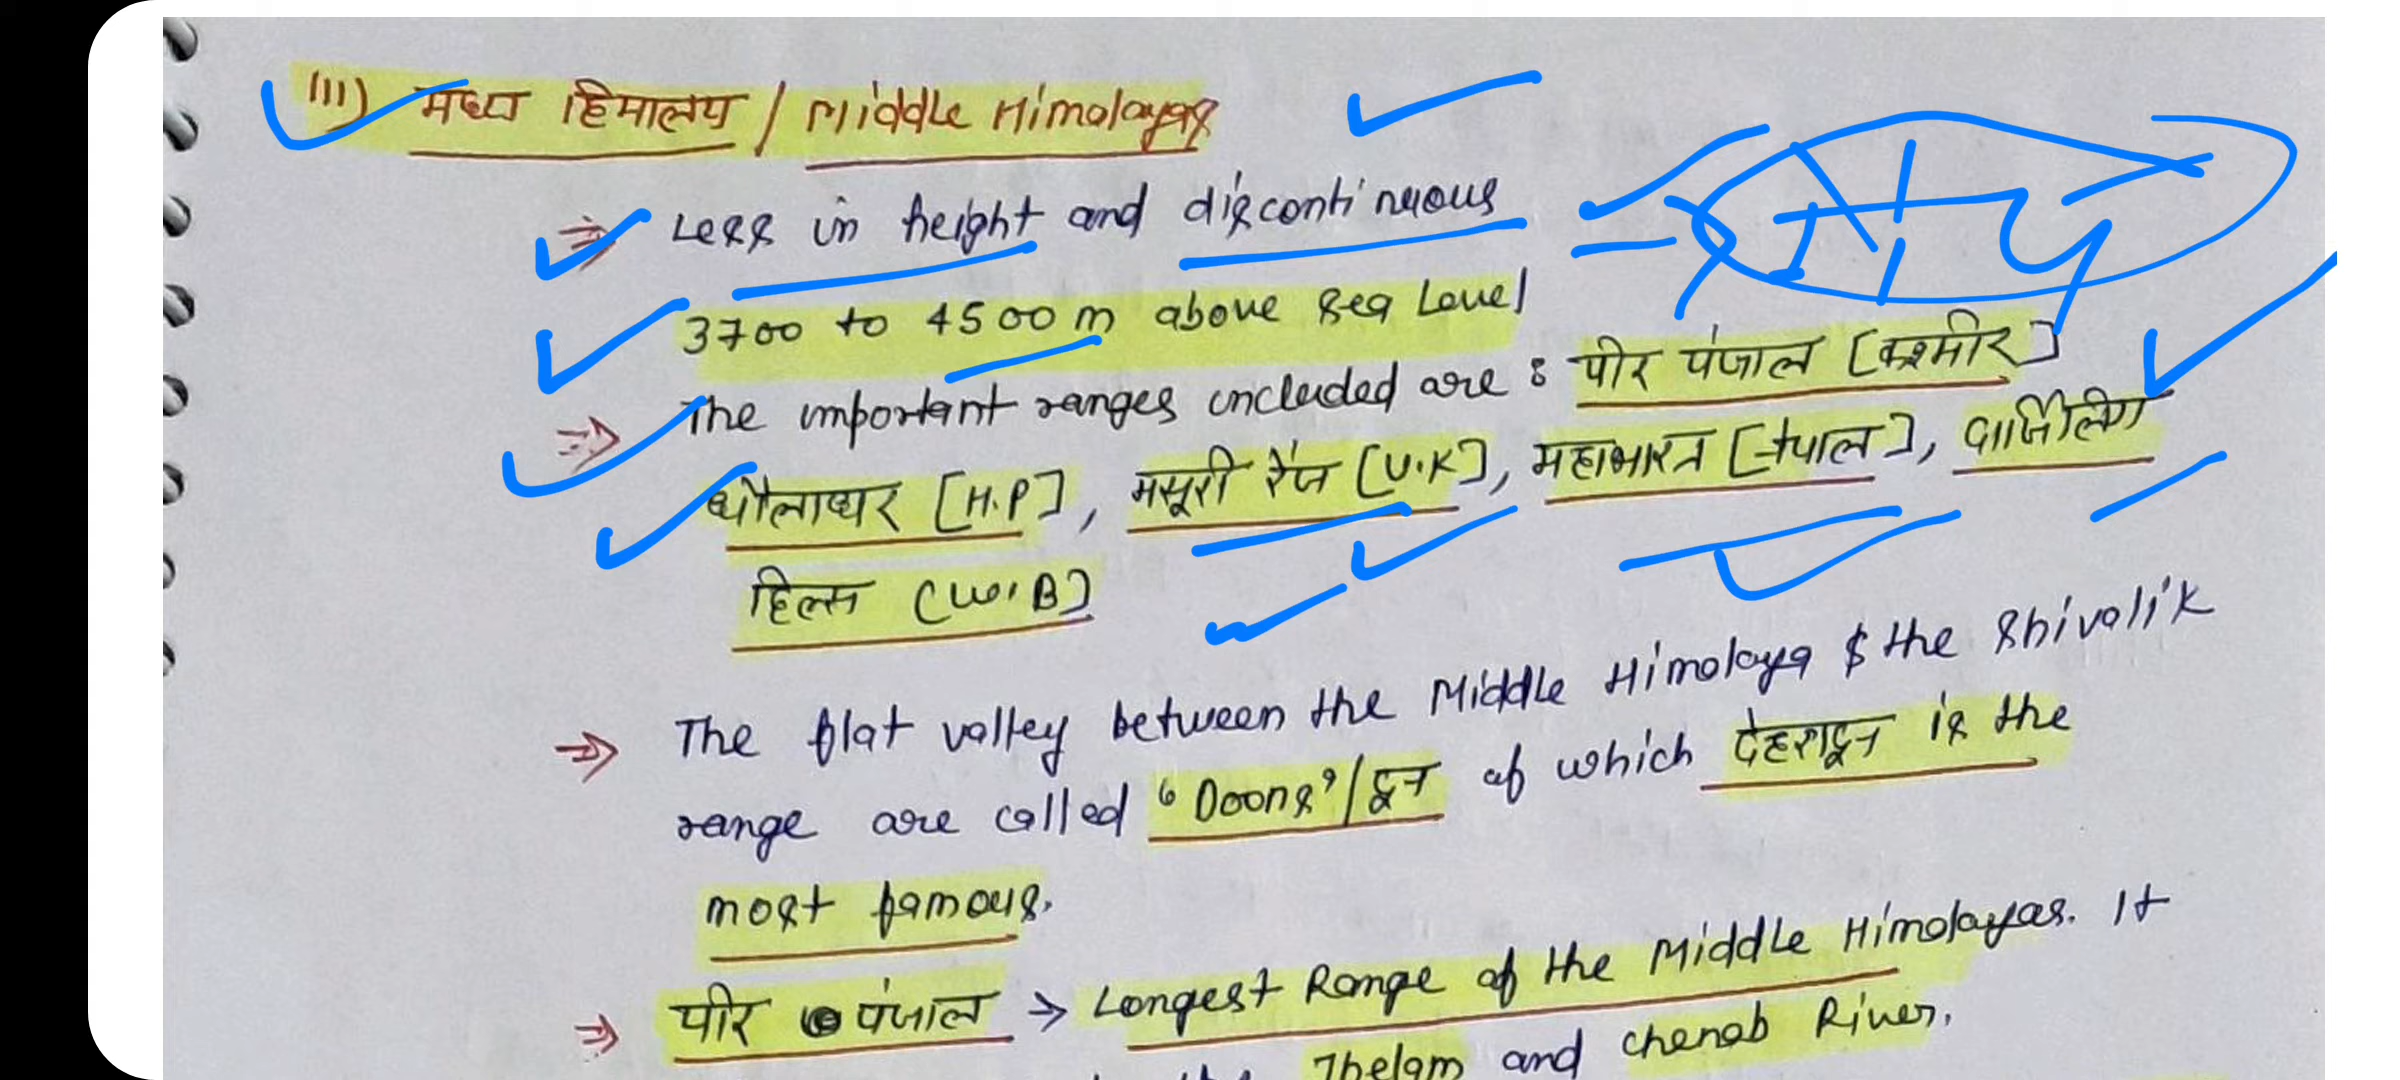 III) मध्य हिमालय / Middle Himalayas
⇒ Less in height and discontinuous
3700 to 4500 m above sea Level
⇒ The important ranges included are : पीर पंजाल [कश्मीर]
धौलाधर [H.P], मसूरी रेंज [U.K], महाभारत [नेपाल], दार्जिलिंग
हिल्स (W.B]
⇒ The flat valley between the Middle Himalaya & the Shivalik
range are called 'Doons'/दून of which देहरादून is the
most famous.
⇒ पीर पंजाल → Longest Range of the Middle Himalayas. It
Jhelam and Chenab River.